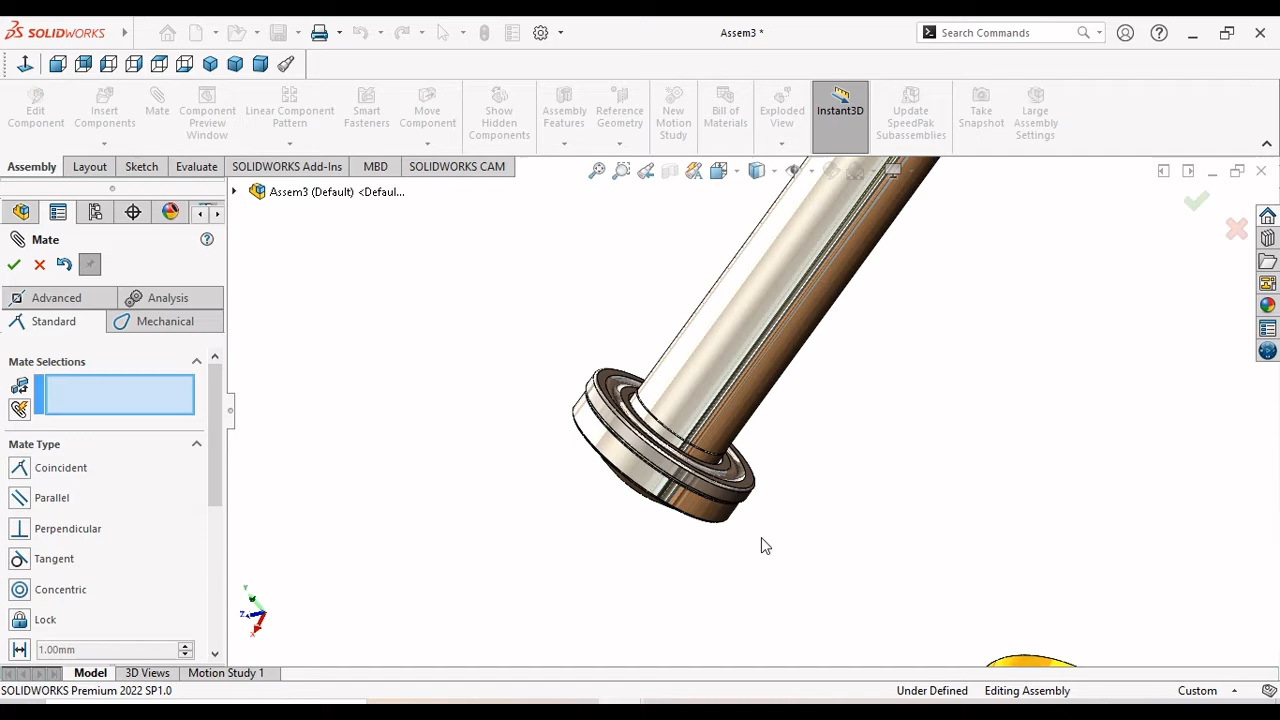 SOLIDWORKS
Assem3 *
Search Commands
Edit Component
Insert Components
Mate
Component Preview Window
Linear Component Pattern
Smart Fasteners
Move Component
Show Hidden Components
Assembly Features
Reference Geometry
New Motion Study
Bill of Materials
Exploded View
Instant3D
Update SpeedPak Subassemblies
Take Snapshot
Large Assembly Settings
Assembly
Layout
Sketch
Evaluate
SOLIDWORKS Add-Ins
MBD
SOLIDWORKS CAM
Assem3 (Default) <Defaul...
Mate
Advanced
Analysis
Standard
Mechanical
Mate Selections
Mate Type
Coincident
Parallel
Perpendicular
Tangent
Concentric
Lock
1.00mm
Y
Z
X
Model
3D Views
Motion Study 1
SOLIDWORKS Premium 2022 SP1.0
Under Defined
Editing Assembly
Custom